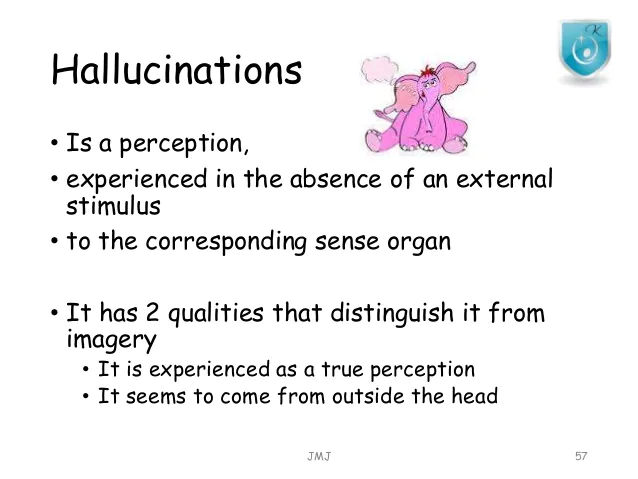 Hallucinations
K
• Is a perception,
• experienced in the absence of an external
stimulus
• to the corresponding sense organ
• It has 2 qualities that distinguish it from
imagery
• It is experienced as a true perception
• It seems to come from outside the head
JMJ
57